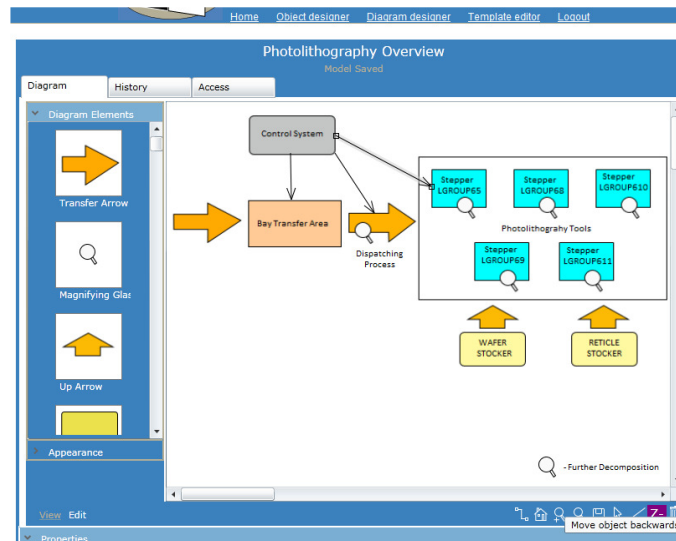 Home Object designer Diagram designer Template editor Logout
Photolithography Overview
Model Saved
Diagram History Access
Diagram Elements
Transfer Arrow
Magnifying Glas
Up Arrow
Appearance
Control System
Bay Transfer Area
Dispatching
Process
Stepper
LGROUP65
Stepper
LGROUP68
Stepper
LGROUP610
Photolithograhy Tools
Stepper
LGROUP69
Stepper
LGROUP611
WAFER
STOCKER
RETICLE
STOCKER
- Further Decomposition
View Edit
Z-
Move object backwards
Properties